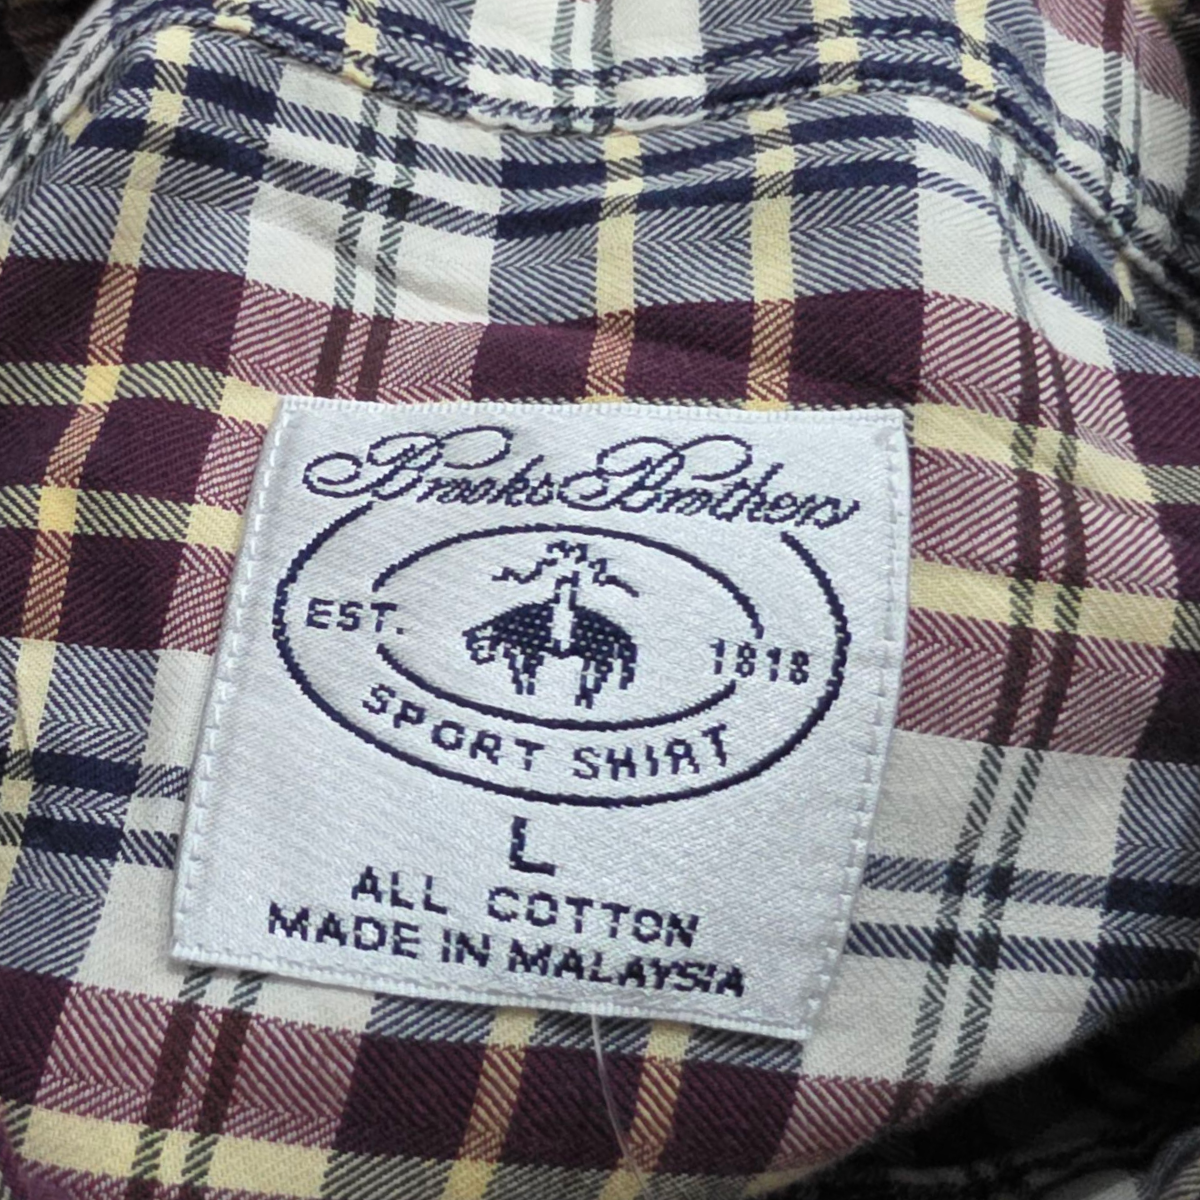 Brooks Brothers
EST. 1818
SPORT SHIRT
L
ALL COTTON
MADE IN MALAYSIA